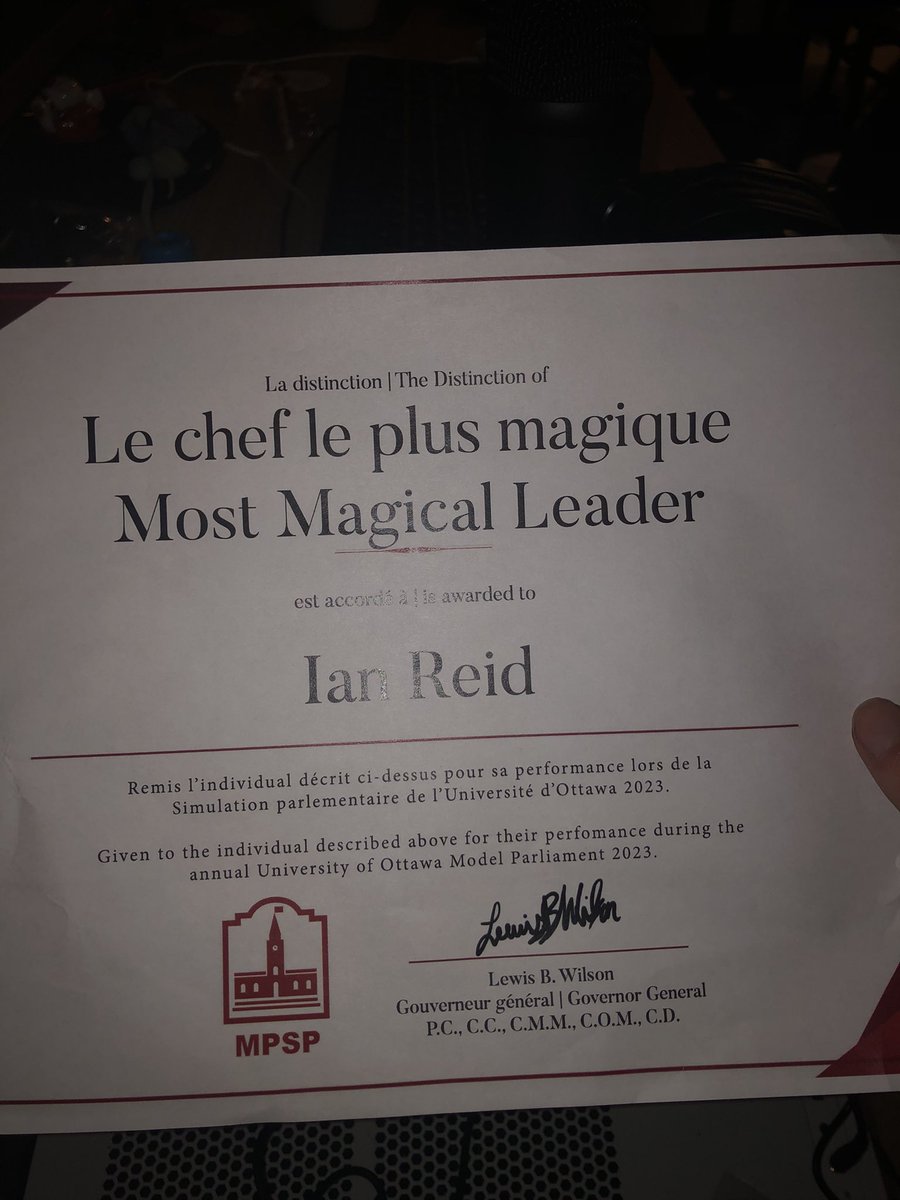 La distinction | The Distinction of
Le chef le plus magique
Most Magical Leader
est accordé à | is awarded to
Ian Reid
Remis l'individual décrit ci-dessus pour sa performance lors de la
Simulation parlementaire de l'Université d'Ottawa 2023.
Given to the individual described above for their perfomance during the
annual University of Ottawa Model Parliament 2023.
Lewis B Wilson
Lewis B. Wilson
Gouverneur général | Governor General
P.C., C.C., C.M.M., C.O.M., C.D.
MPSP